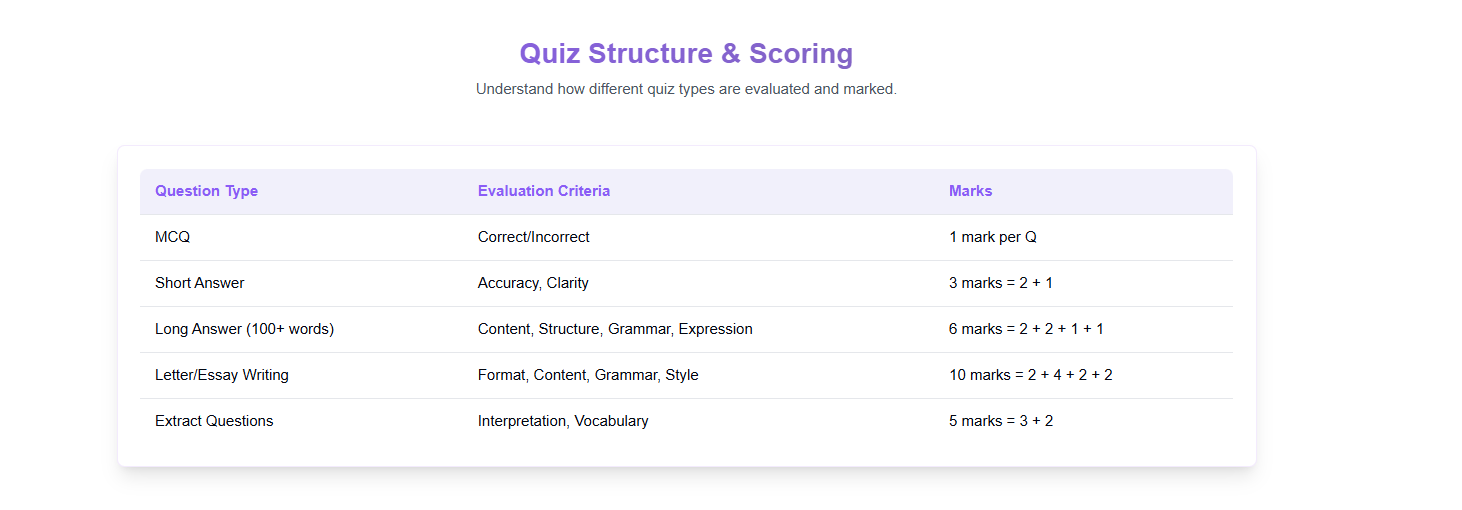 Quiz Structure & Scoring
Understand how different quiz types are evaluated and marked.
Question Type Evaluation Criteria Marks
MCQ Correct/Incorrect 1 mark per Q
Short Answer Accuracy, Clarity 3 marks = 2 + 1
Long Answer (100+ words) Content, Structure, Grammar, Expression 6 marks = 2 + 2 + 1 + 1
Letter/Essay Writing Format, Content, Grammar, Style 10 marks = 2 + 4 + 2 + 2
Extract Questions Interpretation, Vocabulary 5 marks = 3 + 2